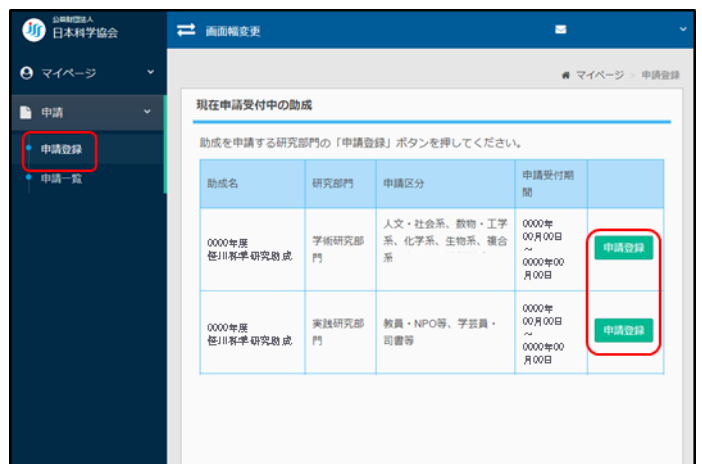 公益財団法人
日本科学協会
画面幅変更
マイページ
マイページ > 申請登録
申請
現在申請受付中の助成
申請登録
助成を申請する研究部門の「申請登録」ボタンを押してください。
申請一覧
助成名
研究部門
申請区分
申請受付期
間
0000年度
笹川科学研究助成
学術研究部
門
人文・社会系、数物・工学
系、化学系、生物系、複合
系
0000年
00月00日
～
0000年00
月00日
申請登録
0000年度
笹川科学研究助成
実践研究部
門
教員・NPO等、学芸員・
司書等
0000年
00月00日
～
0000年00
月00日
申請登録